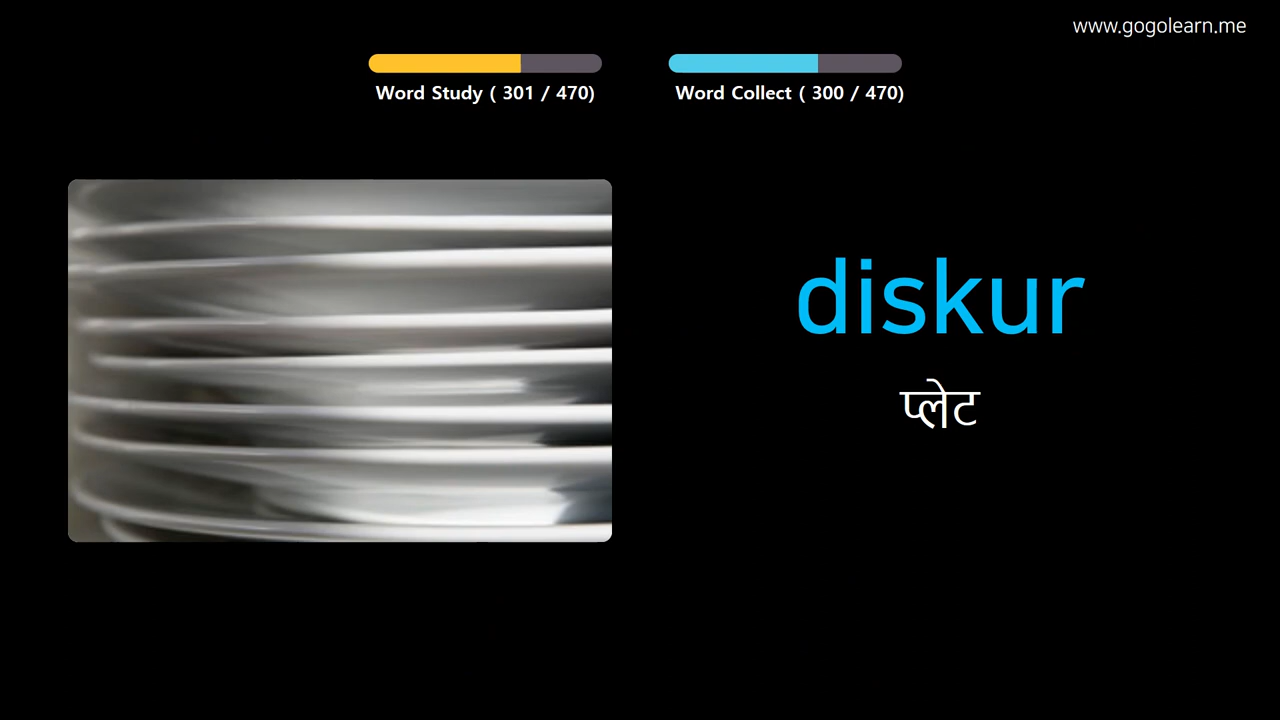 www.gogolearn.me
Word Study ( 301 / 470)
Word Collect ( 300 / 470)
diskur
प्लेट